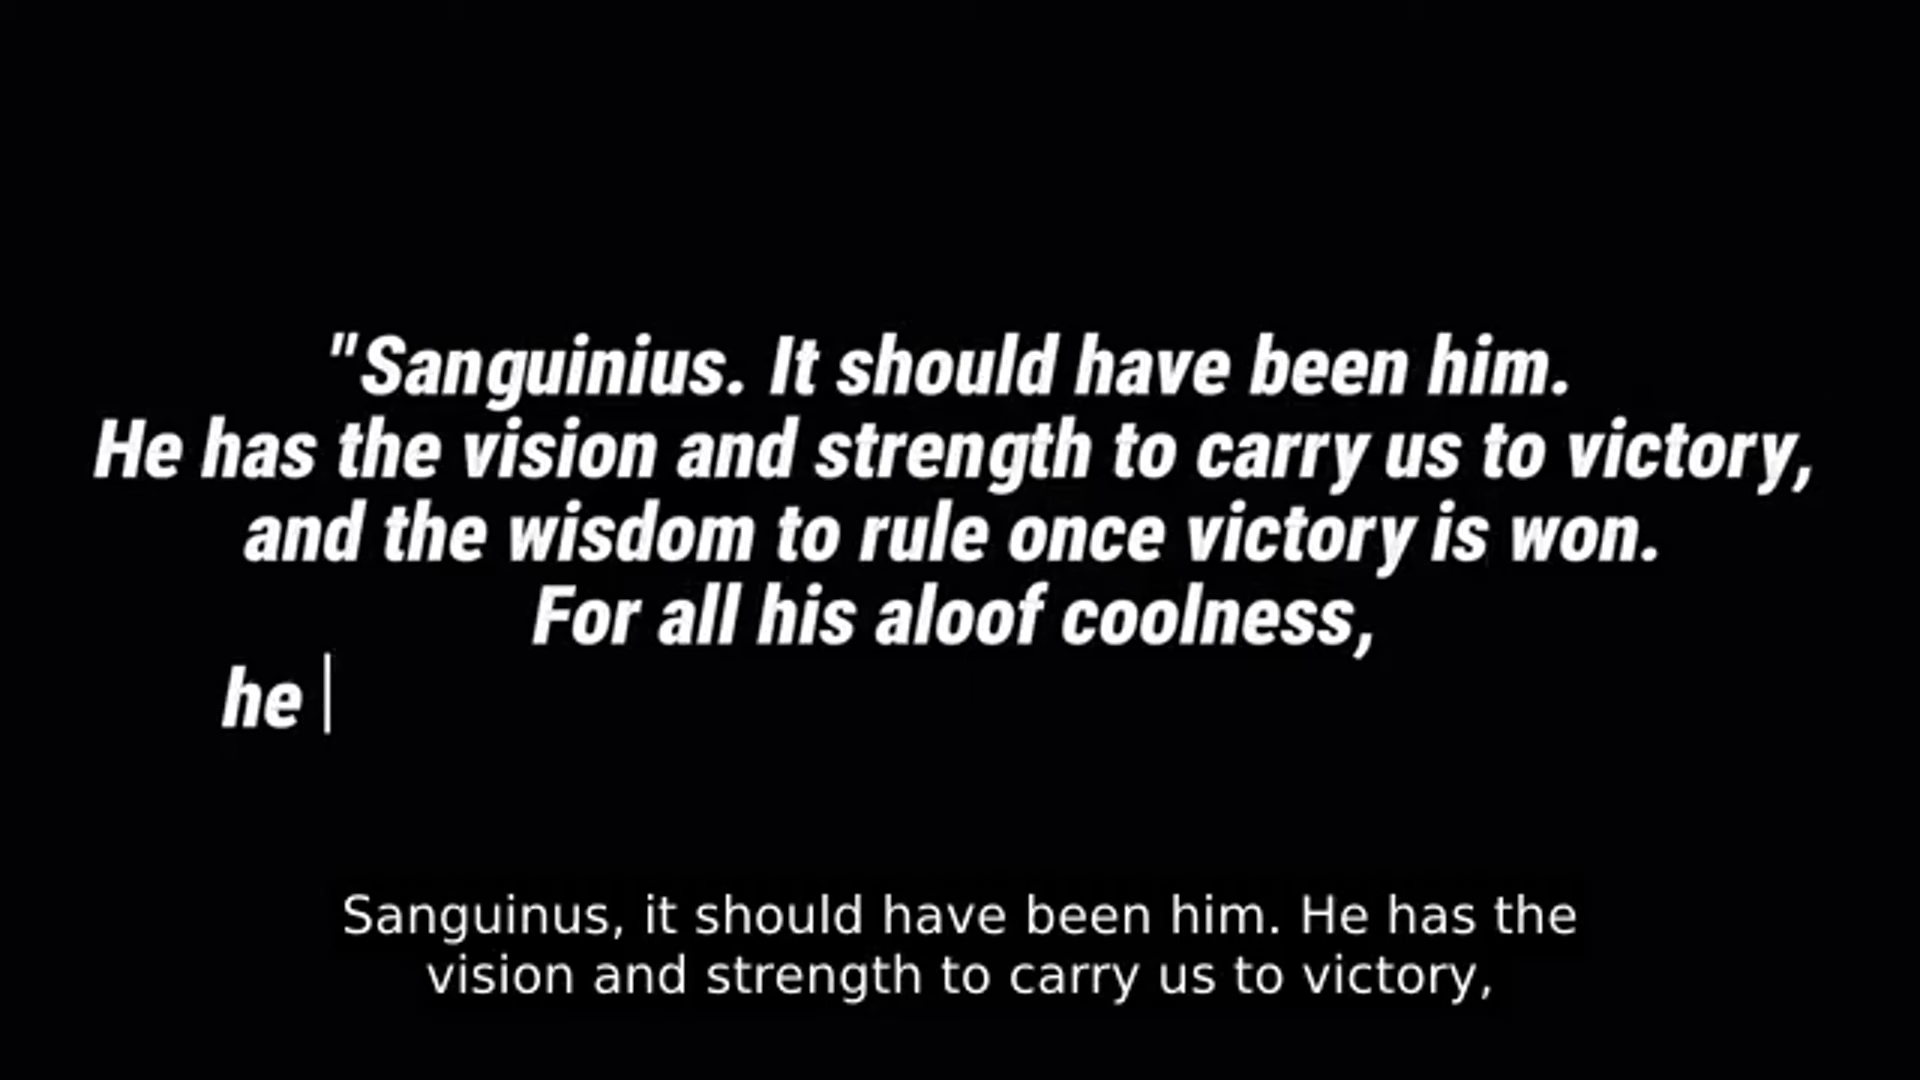 "Sanguinius. It should have been him.
He has the vision and strength to carry us to victory,
and the wisdom to rule once victory is won.
For all his aloof coolness,
he
Sanguinus, it should have been him. He has the
vision and strength to carry us to victory,